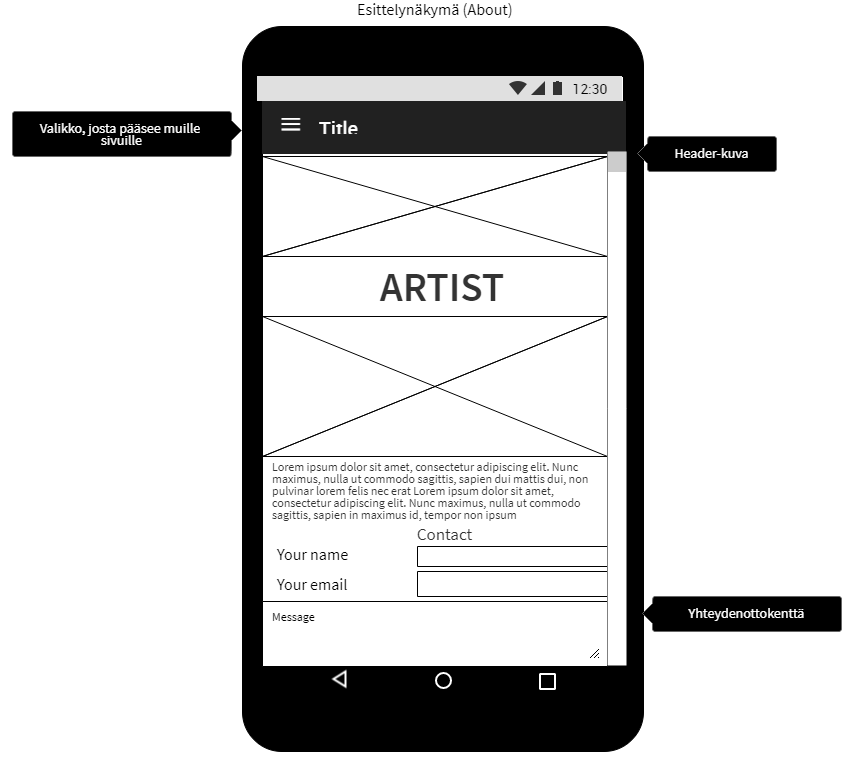 Esittelynäkymä (About)
12:30
Valikko, josta pääsee muille
sivuille
Title
Header-kuva
ARTIST
Lorem ipsum dolor sit amet, consectetur adipiscing elit. Nunc
maximus, nulla ut commodo sagittis, sapien dui mattis dui, non
pulvinar lorem felis nec erat Lorem ipsum dolor sit amet,
consectetur adipiscing elit. Nunc maximus, nulla ut commodo
sagittis, sapien in maximus id, tempor non ipsum
Contact
Your name
Your email
Message
Yhteydenottokenttä